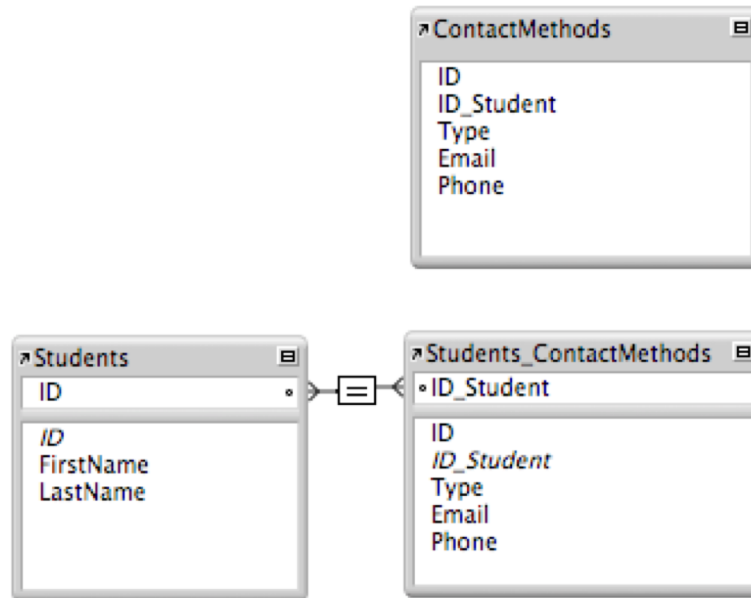 ContactMethods
ID
ID_Student
Type
Email
Phone
Students
ID
ID
FirstName
LastName
=
Students_ContactMethods
ID_Student
ID
ID_Student
Type
Email
Phone